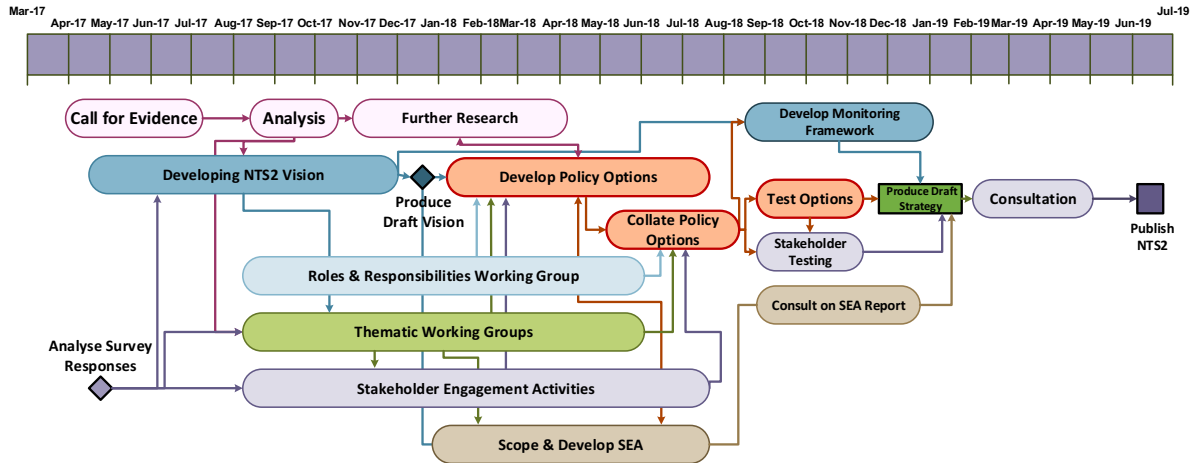 Mar-17
Jul-19
Apr-17 May-17 Jun-17 Jul-17 Aug-17 Sep-17 Oct-17 Nov-17 Dec-17 Jan-18 Feb-18 Mar-18 Apr-18 May-18 Jun-18 Jul-18 Aug-18 Sep-18 Oct-18 Nov-18 Dec-18 Jan-19 Feb-19 Mar-19 Apr-19 May-19 Jun-19
Call for Evidence
Analysis
Further Research
Develop Monitoring
Framework
Developing NTS2 Vision
Produce
Draft Vision
Develop Policy Options
Test Options
Produce Draft
Strategy
Consultation
Publish
NTS2
Collate Policy
Options
Stakeholder
Testing
Roles & Responsibilities Working Group
Consult on SEA Report
Thematic Working Groups
Analyse Survey
Responses
Stakeholder Engagement Activities
Scope & Develop SEA